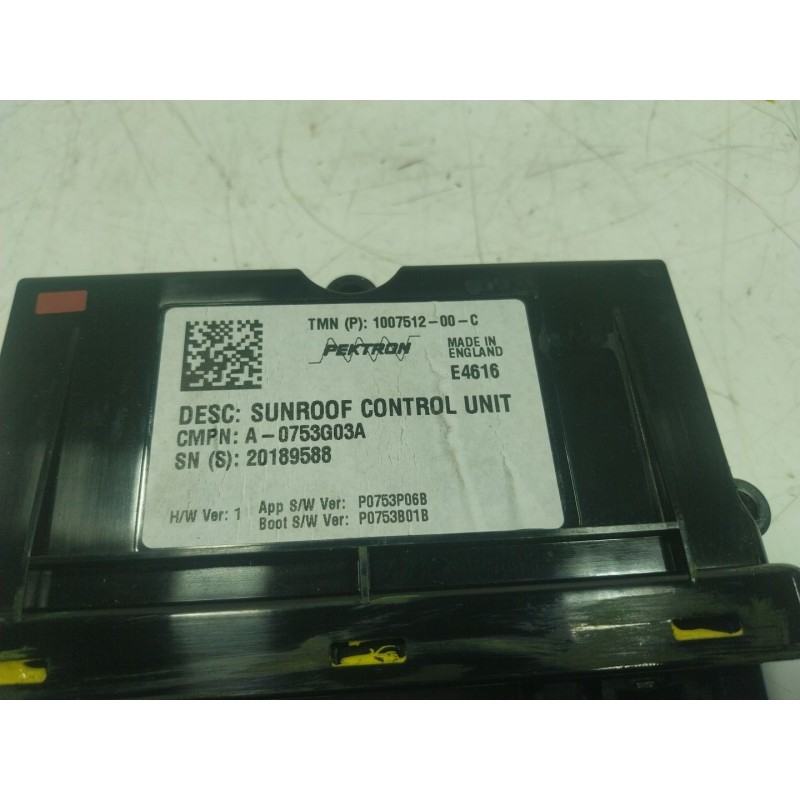 TMN (P): 1007512-00-C
PEKTRON
MADE IN
ENGLAND
E4616
DESC: SUNROOF CONTROL UNIT
CMPN: A-0753G03A
SN (S): 20189588
H/W Ver: 1
App S/W Ver: P0753P06B
Boot S/W Ver: P0753B01B